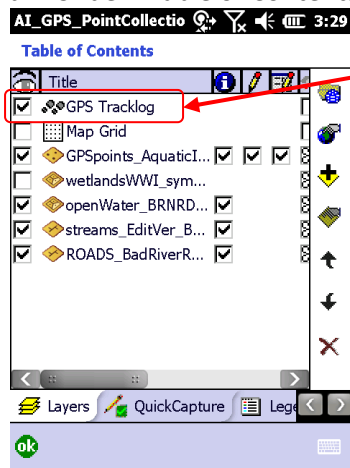 AI_GPS_PointCollectio 3:29
Table of Contents
Title
GPS Tracklog
Map Grid
GPSpoints_AquaticI...
wetlandsWWI_sym...
openWater_BRNRD...
streams_EditVer_B...
ROADS_BadRiverR...
Layers QuickCapture Lege
ok